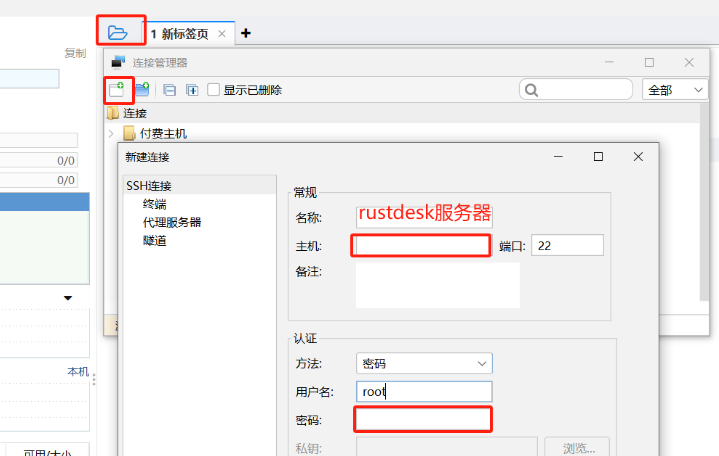 1 新标签页
复制
连接管理器
显示已删除
全部
连接
付费主机
0/0
0/0
新建连接
SSH连接
终端
代理服务器
隧道
常规
名称: rustdesk服务器
主机:
端口: 22
备注:
本机
认证
方法: 密码
用户名: root
密码:
私钥:
浏览...
可用/大小